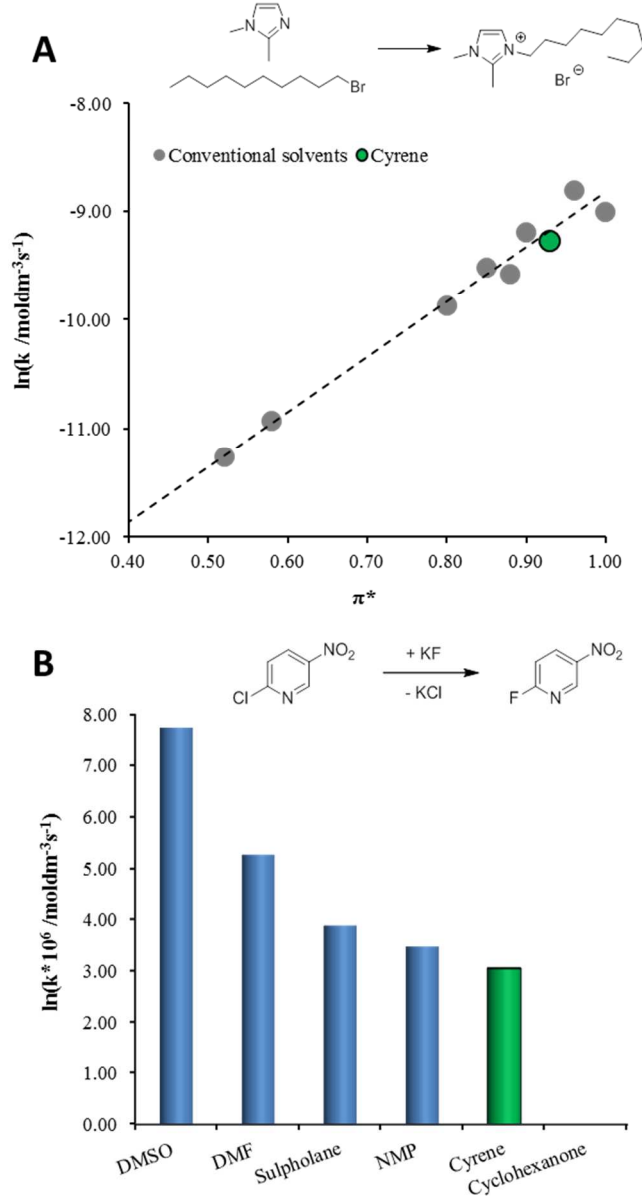 A
N
N
Br
N
N
⊕
Br ⊖
-8.00
Conventional solvents Cyrene
-9.00
-10.00
-11.00
-12.00
ln(k /moldm⁻³s⁻¹)
0.40 0.50 0.60 0.70 0.80 0.90 1.00
π*
B
Cl N NO₂
+ KF
- KCl
F N NO₂
8.00
7.00
6.00
5.00
4.00
3.00
2.00
1.00
0.00
ln(k*10⁶ /moldm⁻³s⁻¹)
DMSO DMF Sulpholane NMP Cyrene Cyclohexanone